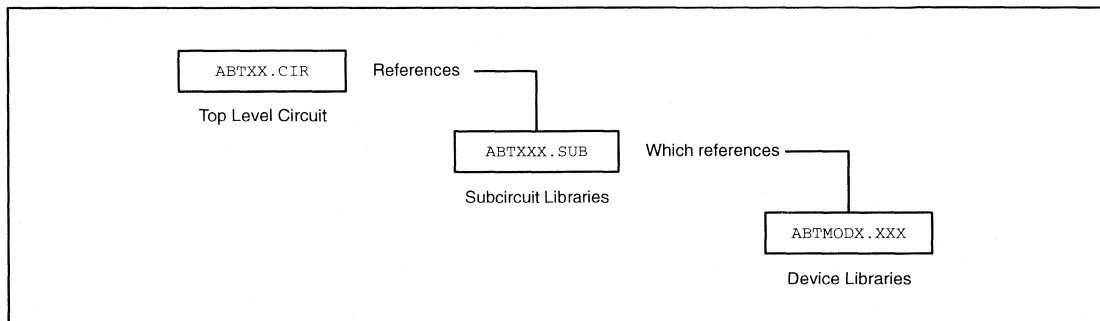 ABTXX.CIR
References
Top Level Circuit
ABTXXX.SUB
Which references
Subcircuit Libraries
ABTMODX.XXX
Device Libraries